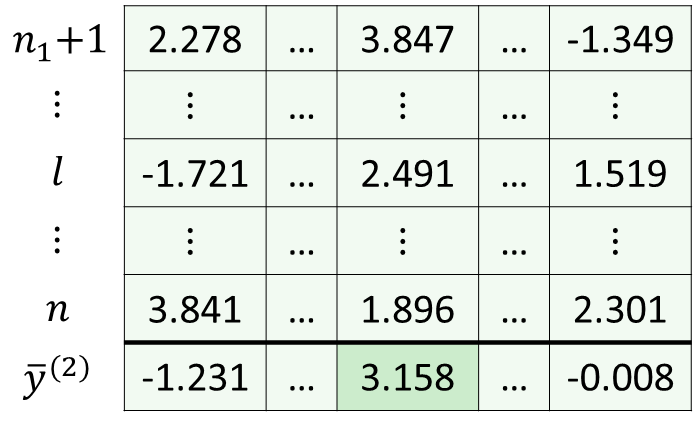 n₁+1 2.278 ... 3.847 ... -1.349
⋮ ⋮ ... ⋮ ... ⋮
l -1.721 ... 2.491 ... 1.519
⋮ ⋮ ... ⋮ ... ⋮
n 3.841 ... 1.896 ... 2.301
ȳ⁽²⁾ -1.231 ... 3.158 ... -0.008